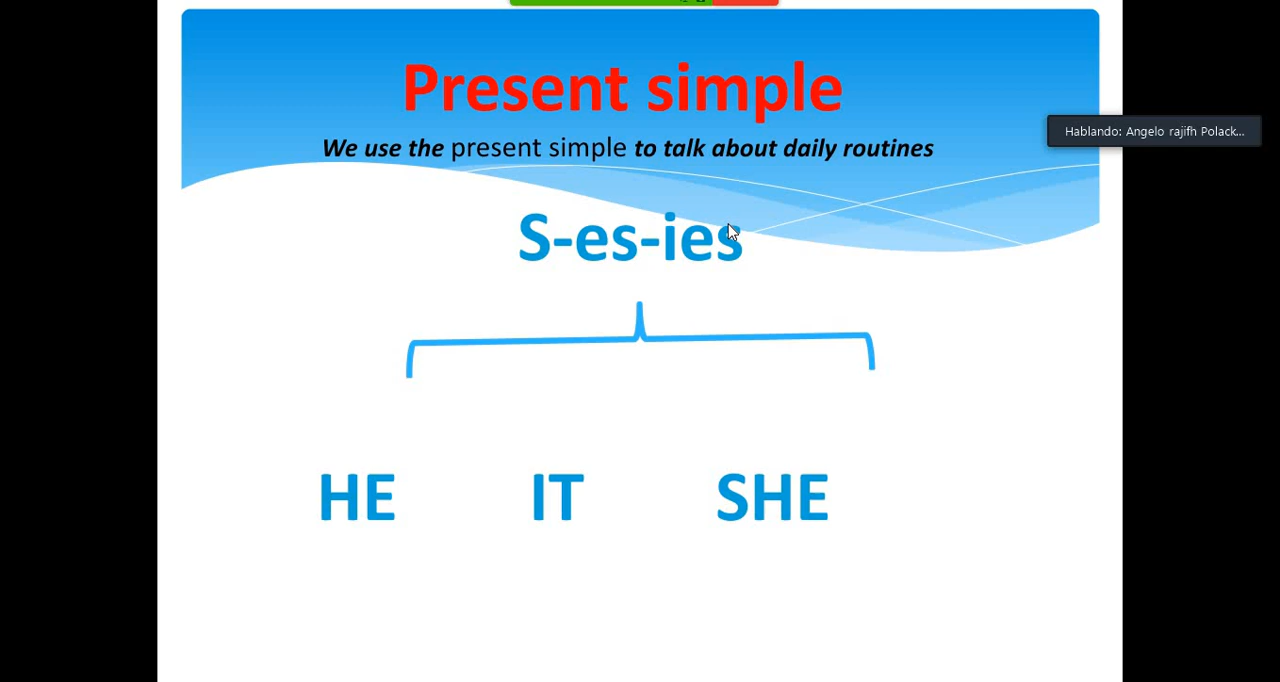 Present simple
We use the present simple to talk about daily routines
Hablando: Angelo rajifh Polack...
S-es-ies
HE IT SHE